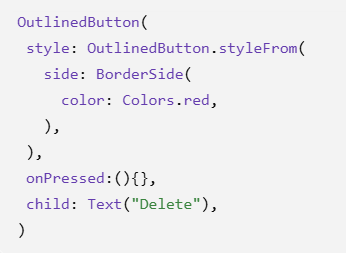 OutlinedButton(
 style: OutlinedButton.styleFrom(
   side: BorderSide(
     color: Colors.red,
   ),
 ),
 onPressed:(){},
 child: Text("Delete"),
)